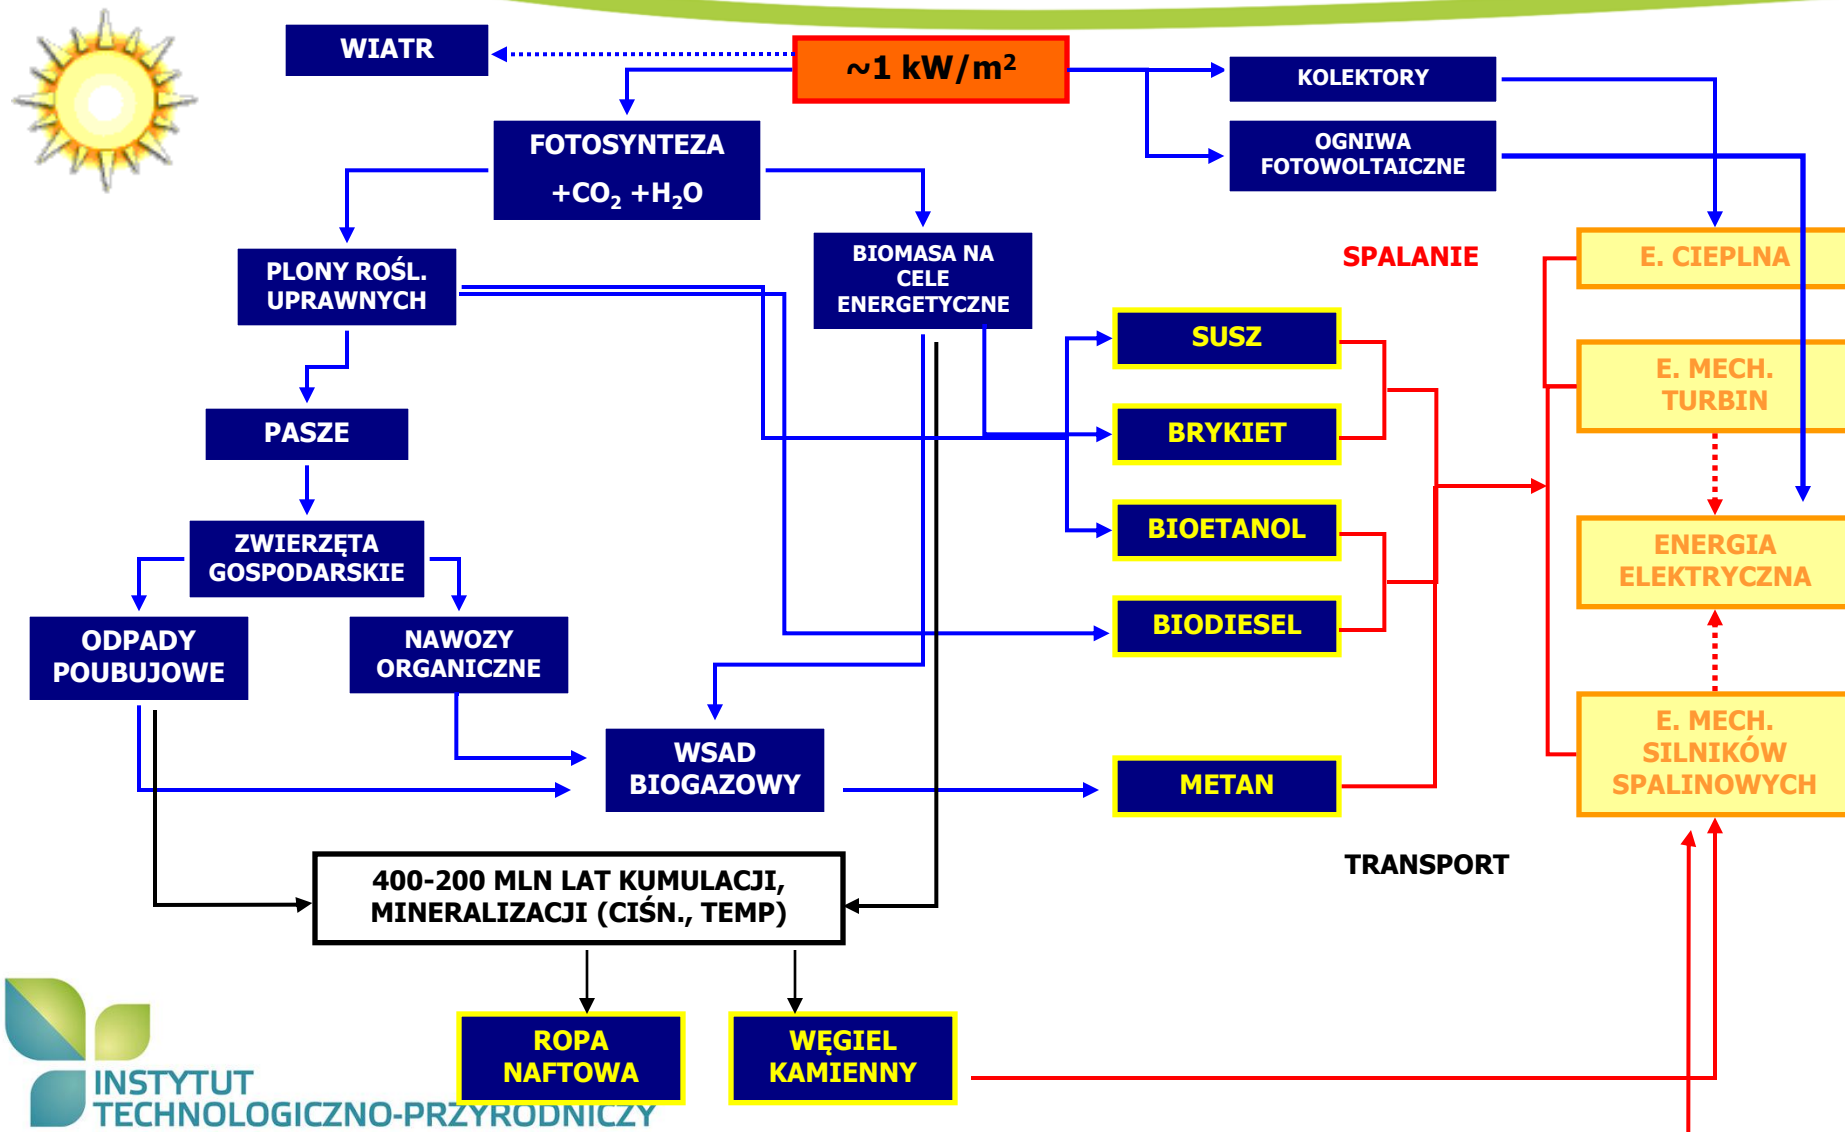 WIATR
~1 kW/m²
KOLEKTORY
FOTOSYNTEZA
+CO₂ +H₂O
OGNIWA
FOTOWOLTAICZNE
PLONY ROŚL.
UPRAWNYCH
BIOMASA NA
CELE
ENERGETYCZNE
SPALANIE
E. CIEPLNA
SUSZ
E. MECH.
TURBIN
PASZE
BRYKIET
ZWIERZĘTA
GOSPODARSKIE
BIOETANOL
ENERGIA
ELEKTRYCZNA
ODPADY
POUBUJOWE
NAWOZY
ORGANICZNE
BIODIESEL
WSAD
BIOGAZOWY
METAN
E. MECH.
SILNIKÓW
SPALINOWYCH
TRANSPORT
400-200 MLN LAT KUMULACJI,
MINERALIZACJI (CIŚN., TEMP)
ROPA
NAFTOWA
WĘGIEL
KAMIENNY
INSTYTUT
TECHNOLOGICZNO-PRZYRODNICZY